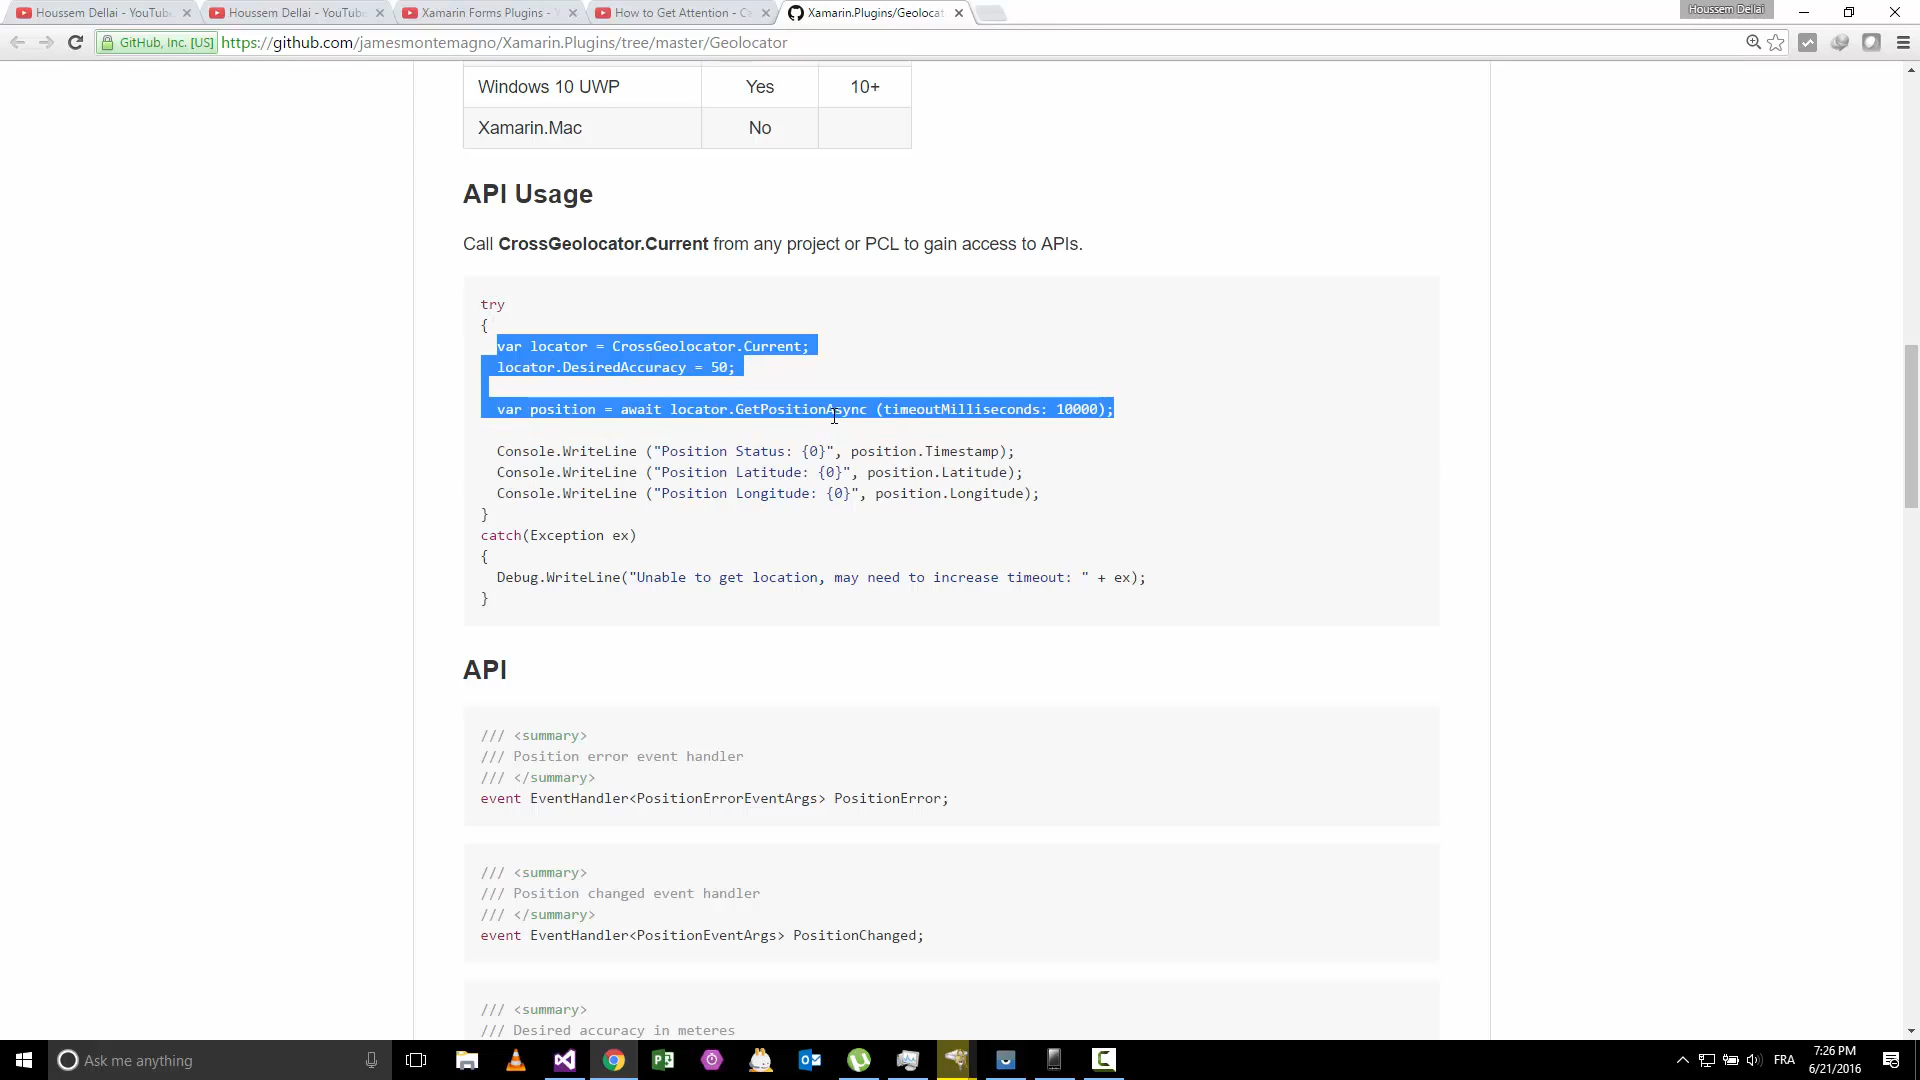 Houssem Dellai - YouTube
Houssem Dellai - YouTube
Xamarin Forms Plugins - Y
How to Get Attention - C
Xamarin.Plugins/Geolocat
Houssem Dellai
GitHub, Inc. [US]
https://github.com/jamesmontemagno/Xamarin.Plugins/tree/master/Geolocator
Windows 10 UWP Yes 10+
Xamarin.Mac No
API Usage
Call CrossGeolocator.Current from any project or PCL to gain access to APIs.
try
{
var locator = CrossGeolocator.Current;
locator.DesiredAccuracy = 50;
var position = await locator.GetPositionAsync (timeoutMilliseconds: 10000);
Console.WriteLine ("Position Status: {0}", position.Timestamp);
Console.WriteLine ("Position Latitude: {0}", position.Latitude);
Console.WriteLine ("Position Longitude: {0}", position.Longitude);
}
catch(Exception ex)
{
Debug.WriteLine("Unable to get location, may need to increase timeout: " + ex);
}
API
/// <summary>
/// Position error event handler
/// </summary>
event EventHandler<PositionErrorEventArgs> PositionError;
/// <summary>
/// Position changed event handler
/// </summary>
event EventHandler<PositionEventArgs> PositionChanged;
/// <summary>
/// Desired accuracy in meteres
Ask me anything
FRA
7:26 PM
6/21/2016